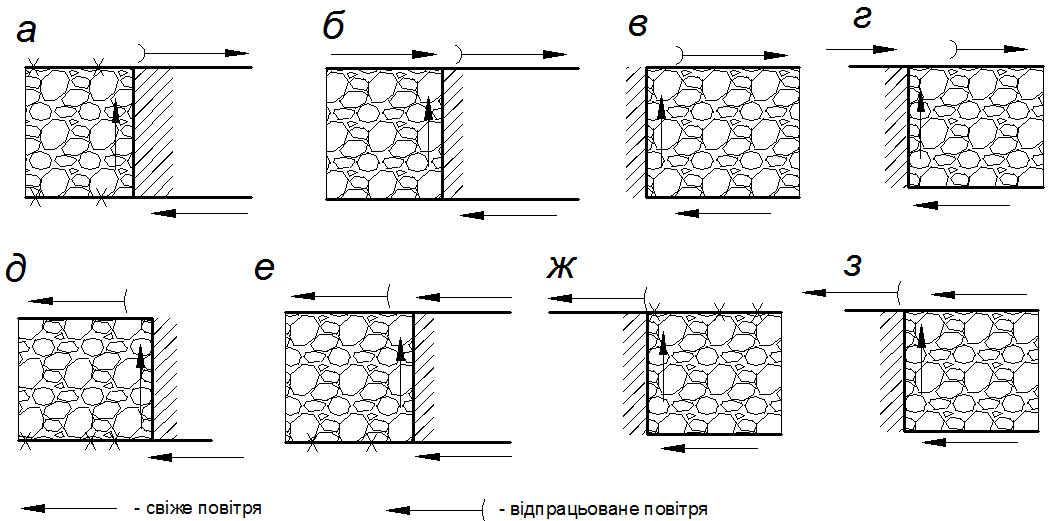 а б в г
д е ж з
- свіже повітря - відпрацьоване повітря